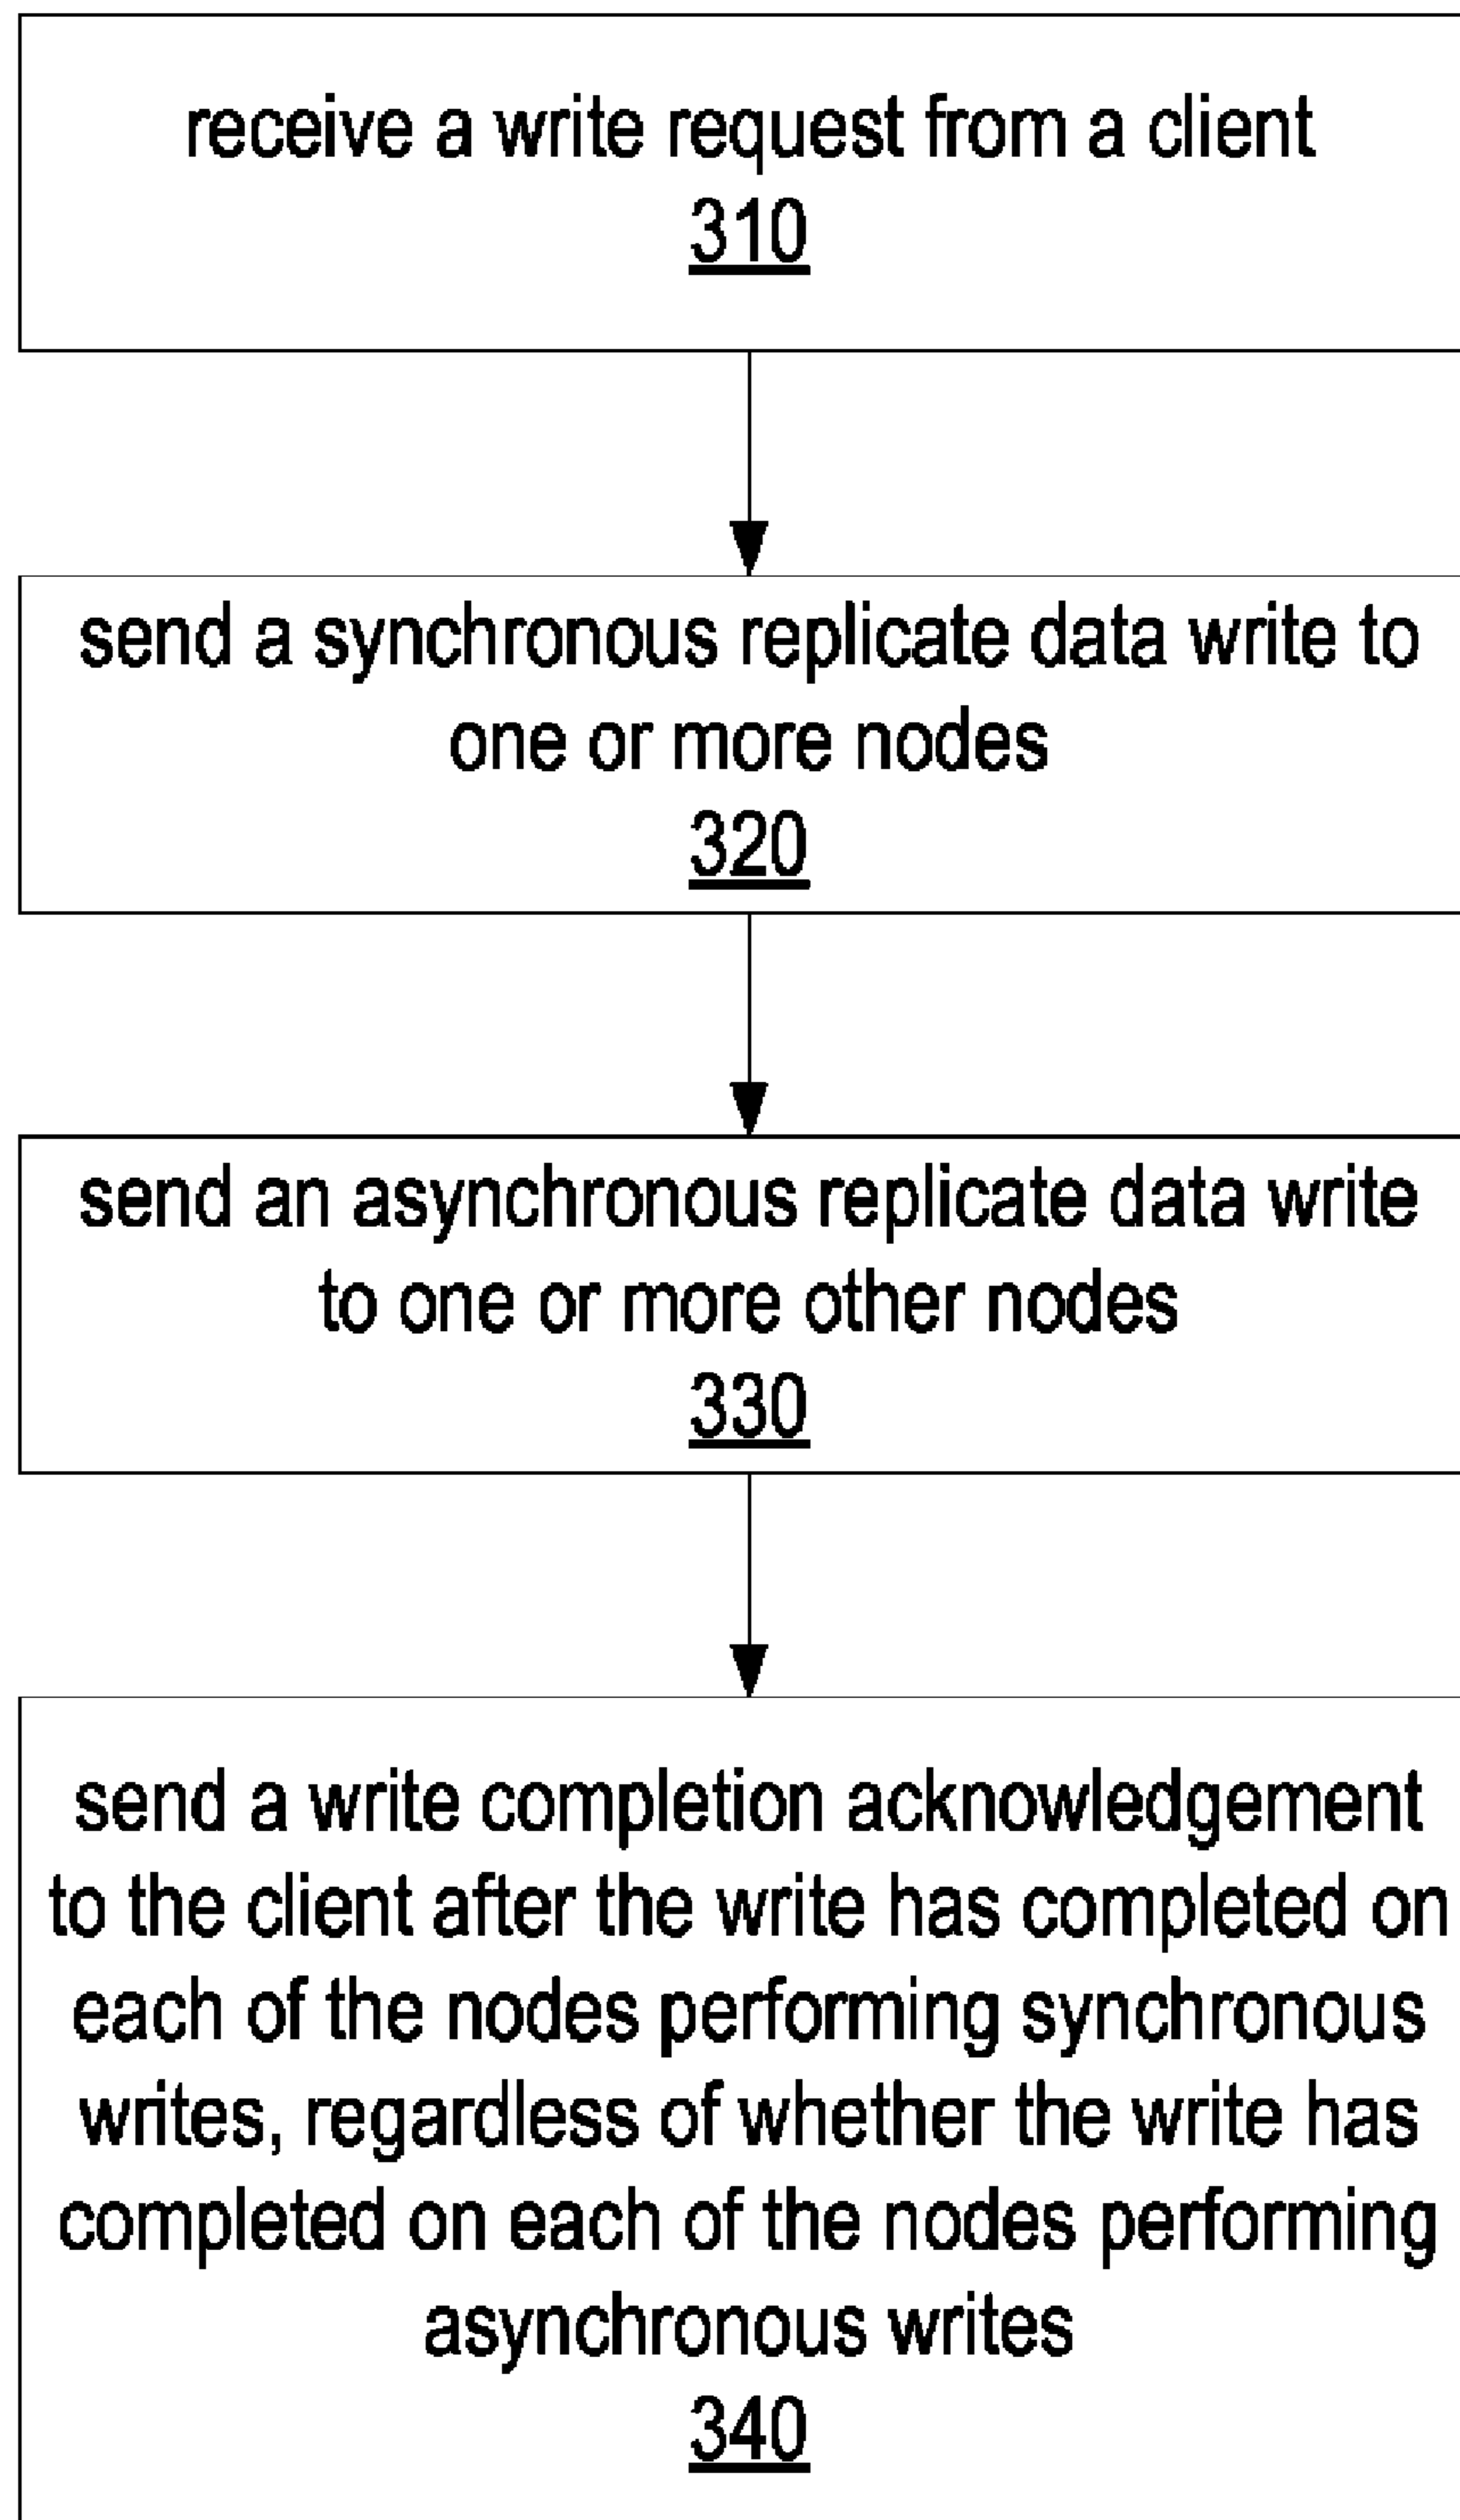 receive a write request from a client
310
send a synchronous replicate data write to
one or more nodes
320
send an asynchronous replicate data write
to one or more other nodes
330
send a write completion acknowledgement
to the client after the write has completed on
each of the nodes performing synchronous
writes, regardless of whether the write has
completed on each of the nodes performing
asynchronous writes
340